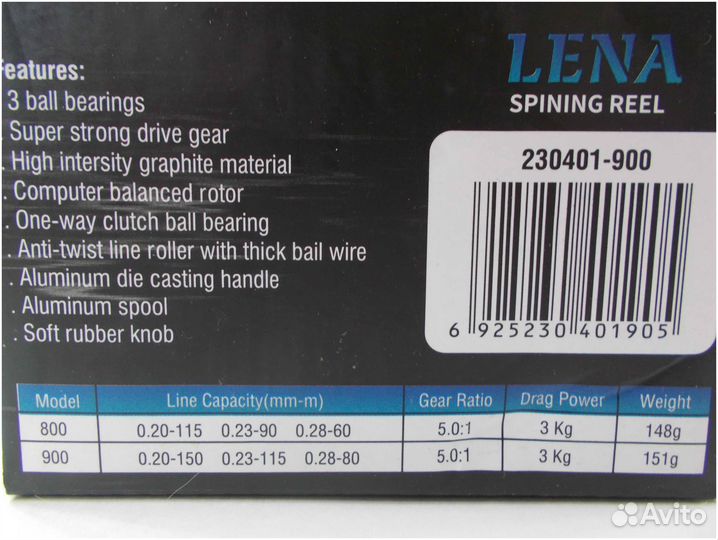 Features:
3 ball bearings
. Super strong drive gear
. High intersity graphite material
. Computer balanced rotor
. One-way clutch ball bearing
. Anti-twist line roller with thick bail wire
. Aluminum die casting handle
. Aluminum spool
. Soft rubber knob
LENA
SPINING REEL
230401-900
6 925230 401905
Model Line Capacity(mm-m) Gear Ratio Drag Power Weight
800 0.20-115 0.23-90 0.28-60 5.0:1 3 Kg 148g
900 0.20-150 0.23-115 0.28-80 5.0:1 3 Kg 151g
Avito